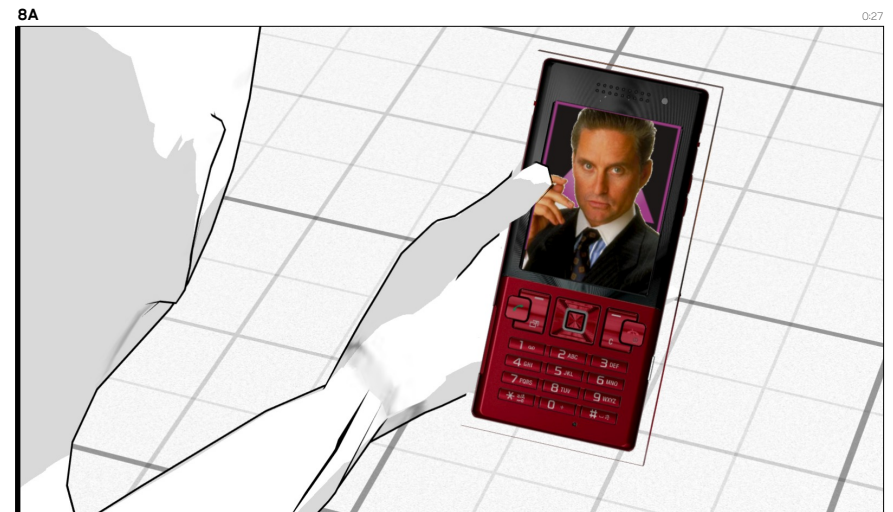 8A
0:27
1
2 ABC
3 DEF
4 GHI
5 JKL
6 MNO
7 PQRS
8 TUV
9 WXYZ
*
0 +
#
C